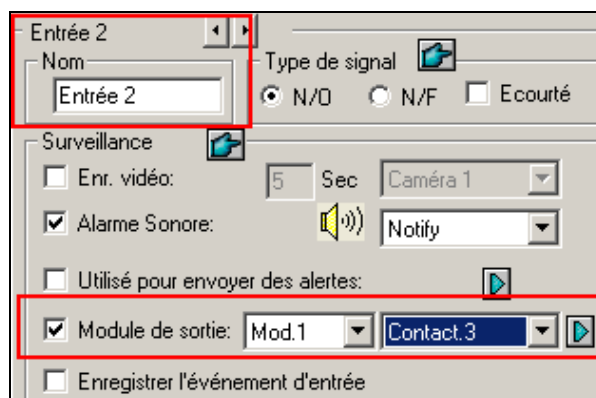 Entrée 2
Nom
Type de signal
Entrée 2
N/O
N/F
Ecourté
Surveillance
Enr. vidéo:
5
Sec
Caméra 1
Alarme Sonore:
Notify
Utilisé pour envoyer des alertes:
Module de sortie:
Mod.1
Contact.3
Enregistrer l'événement d'entrée